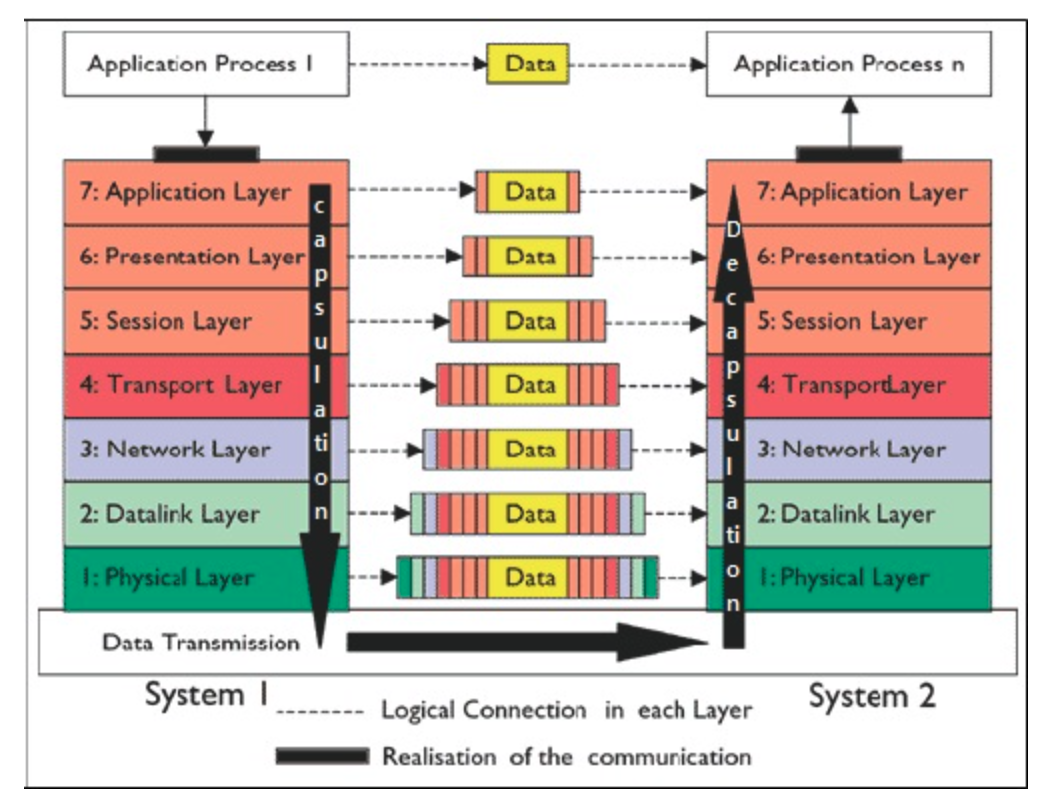 Application Process 1
Data
Application Process n
7: Application Layer
Data
7: Application Layer
6: Presentation Layer
Data
6: Presentation Layer
5: Session Layer
Data
5: Session Layer
4: Transport Layer
Data
4: TransportLayer
3: Network Layer
Data
3: Network Layer
2: Datalink Layer
Data
2: Datalink Layer
1: Physical Layer
Data
1: Physical Layer
capsulation
Decapsulation
Data Transmission
System 1
System 2
Logical Connection in each Layer
Realisation of the communication